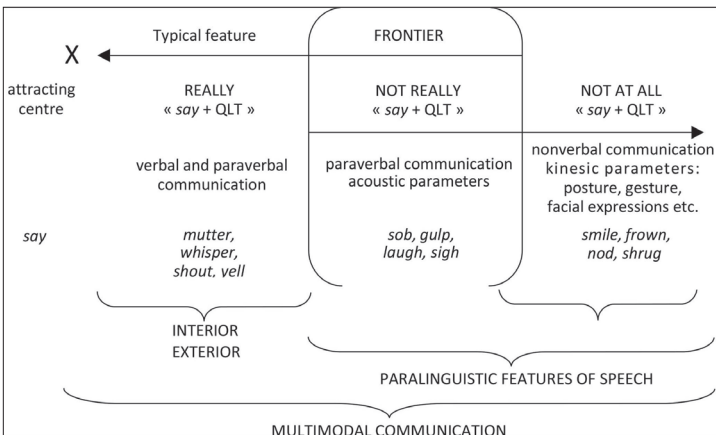 Typical feature
FRONTIER
X
attracting
centre
REALLY
« say + QLT »
NOT REALLY
« say + QLT »
NOT AT ALL
« say + QLT »
verbal and paraverbal
communication
paraverbal communication
acoustic parameters
nonverbal communication
kinesic parameters:
posture, gesture,
facial expressions etc.
say
mutter,
whisper,
shout, yell
sob, gulp,
laugh, sigh
smile, frown,
nod, shrug
INTERIOR
EXTERIOR
PARALINGUISTIC FEATURES OF SPEECH
MULTIMODAL COMMUNICATION